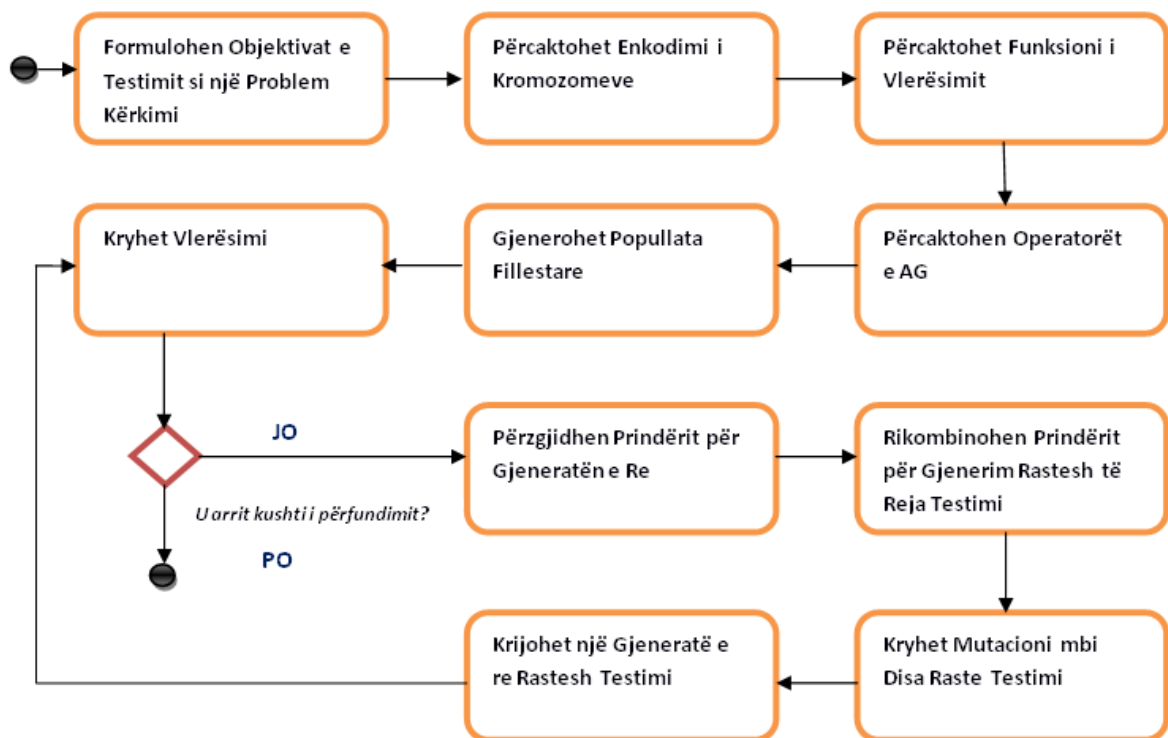 Formulohen Objektivat e
Testimit si një Problem
Kërkimi
Përcaktohet Enkodimi i
Kromozomeve
Përcaktohet Funksioni i
Vlerësimit
Kryhet Vlerësimi
Gjenerohet Popullata
Fillestare
Përcaktohen Operatorët
e AG
JO
Përzgjidhen Prindërit për
Gjeneratën e Re
Rikombinohen Prindërit
për Gjenerim Rastesh të
Reja Testimi
U arrit kushti i përfundimit?
PO
Krijohet një Gjeneratë e
re Rastesh Testimi
Kryhet Mutacioni mbi
Disa Raste Testimi